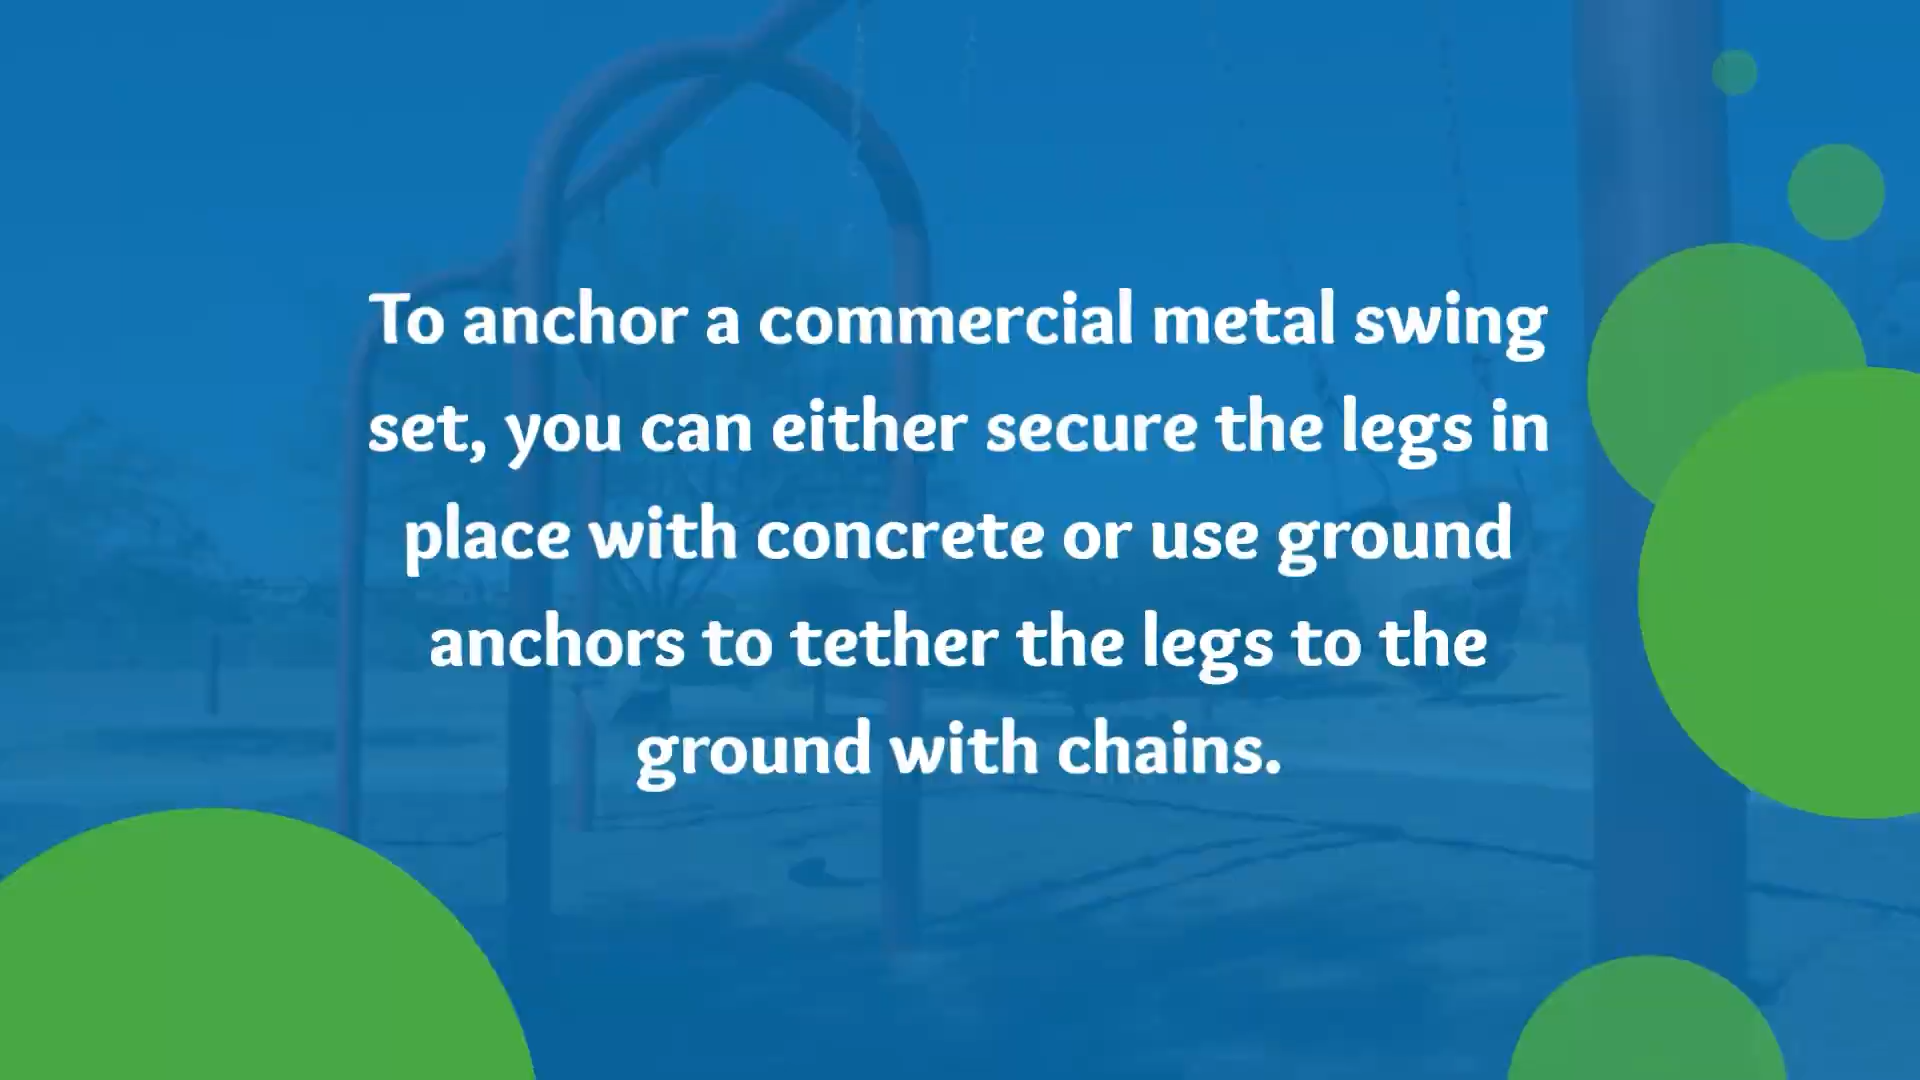 To anchor a commercial metal swing
set, you can either secure the legs in
place with concrete or use ground
anchors to tether the legs to the
ground with chains.